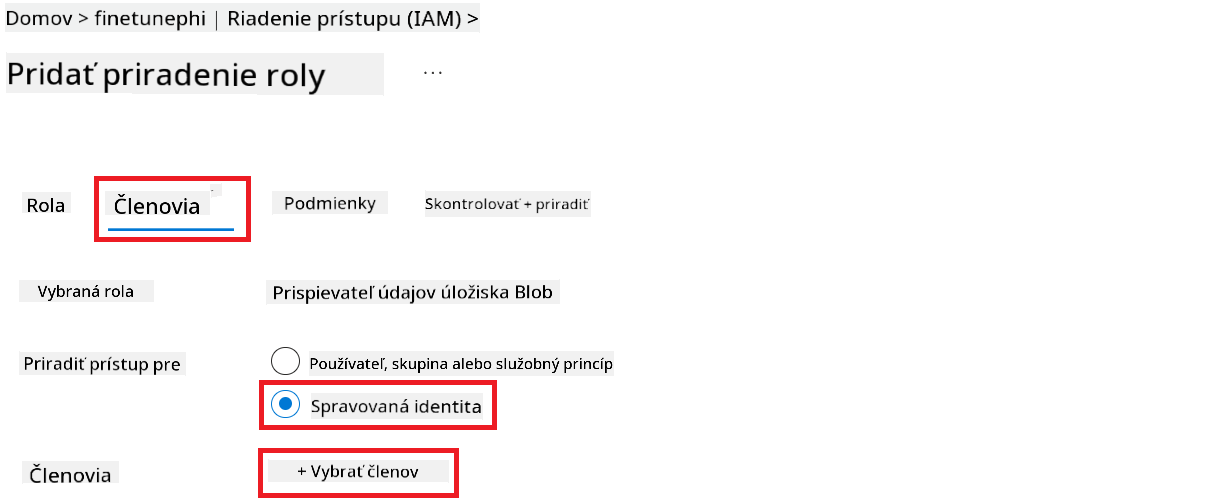 Domov > finetunephi | Riadenie prístupu (IAM) >
Pridať priradenie roly ...
Rola Členovia Podmienky Skontrolovať + priradiť
Vybraná rola Prispievateľ údajov úložiska Blob
Priradiť prístup pre Používateľ, skupina alebo služobný princíp
Spravovaná identita
Členovia + Vybrať členov